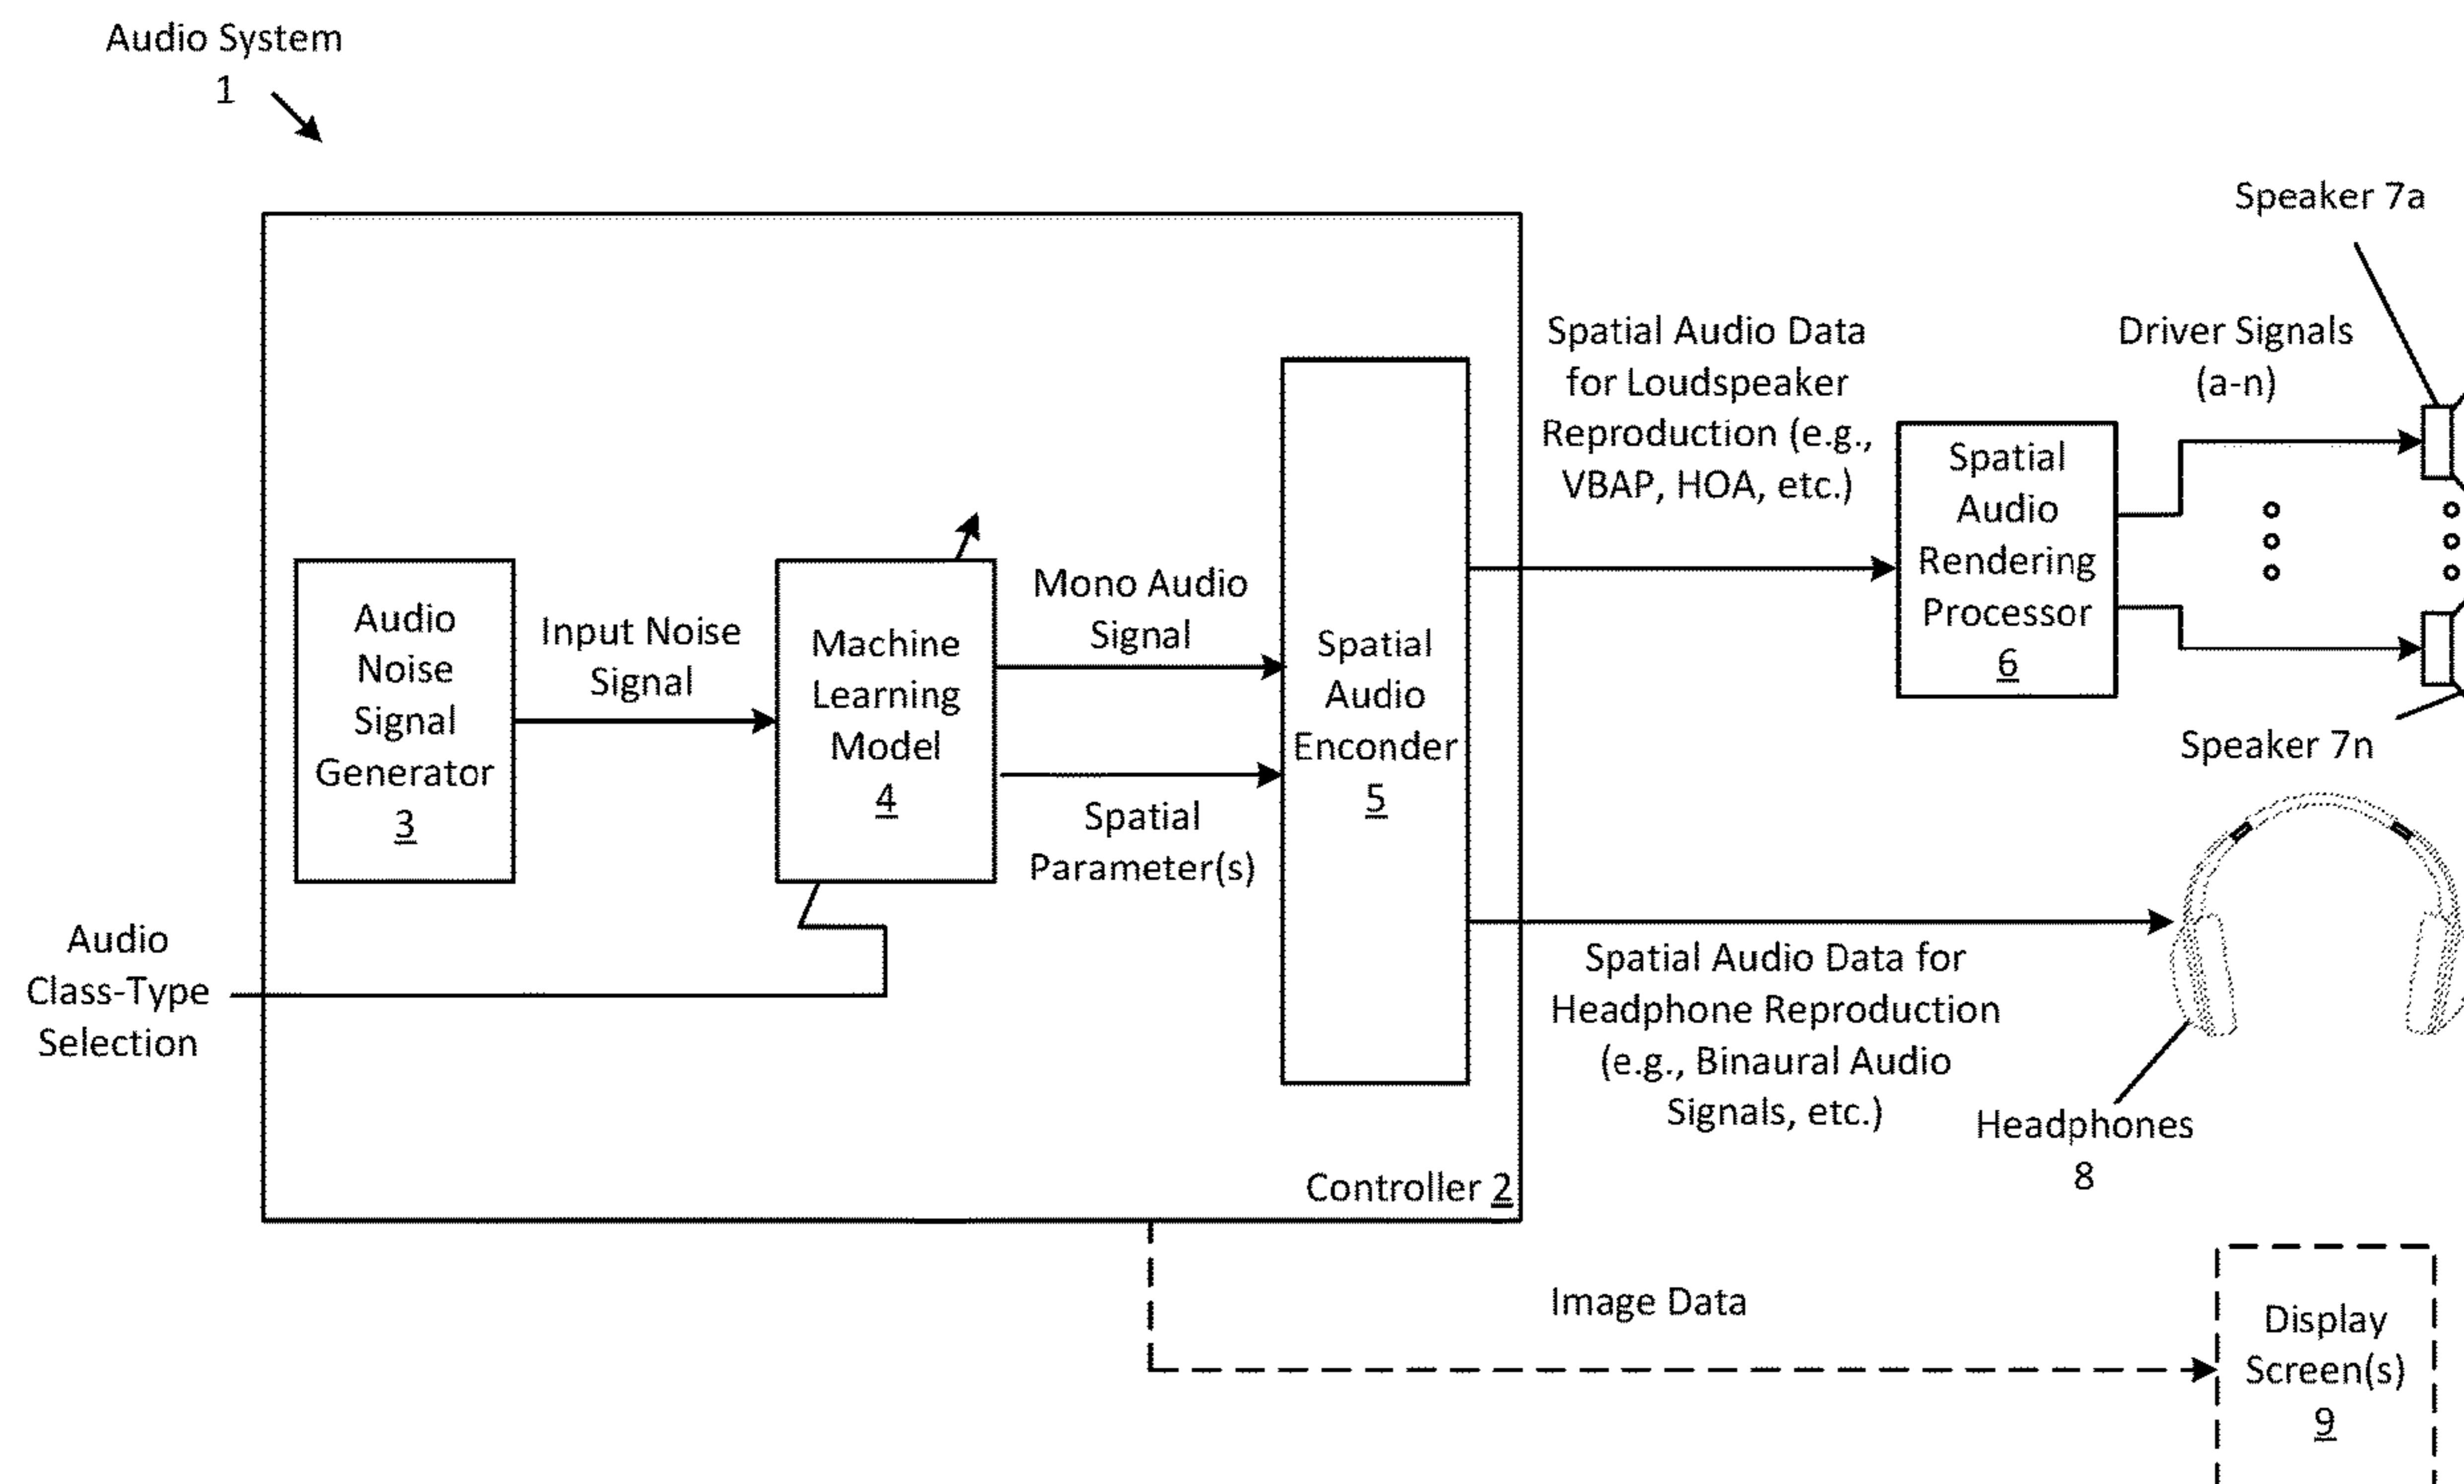 Audio System
1
Speaker 7a
Spatial Audio Data
for Loudspeaker
Reproduction (e.g.,
VBAP, HOA, etc.)
Driver Signals
(a-n)
Spatial
Audio
Rendering
Processor
6
Speaker 7n
Audio
Noise
Signal
Generator
3
Input Noise
Signal
Machine
Learning
Model
4
Mono Audio
Signal
Spatial
Parameter(s)
Spatial
Audio
Enconder
5
Audio
Class-Type
Selection
Spatial Audio Data for
Headphone Reproduction
(e.g., Binaural Audio
Signals, etc.)
Headphones
8
Controller 2
Image Data
Display
Screen(s)
9